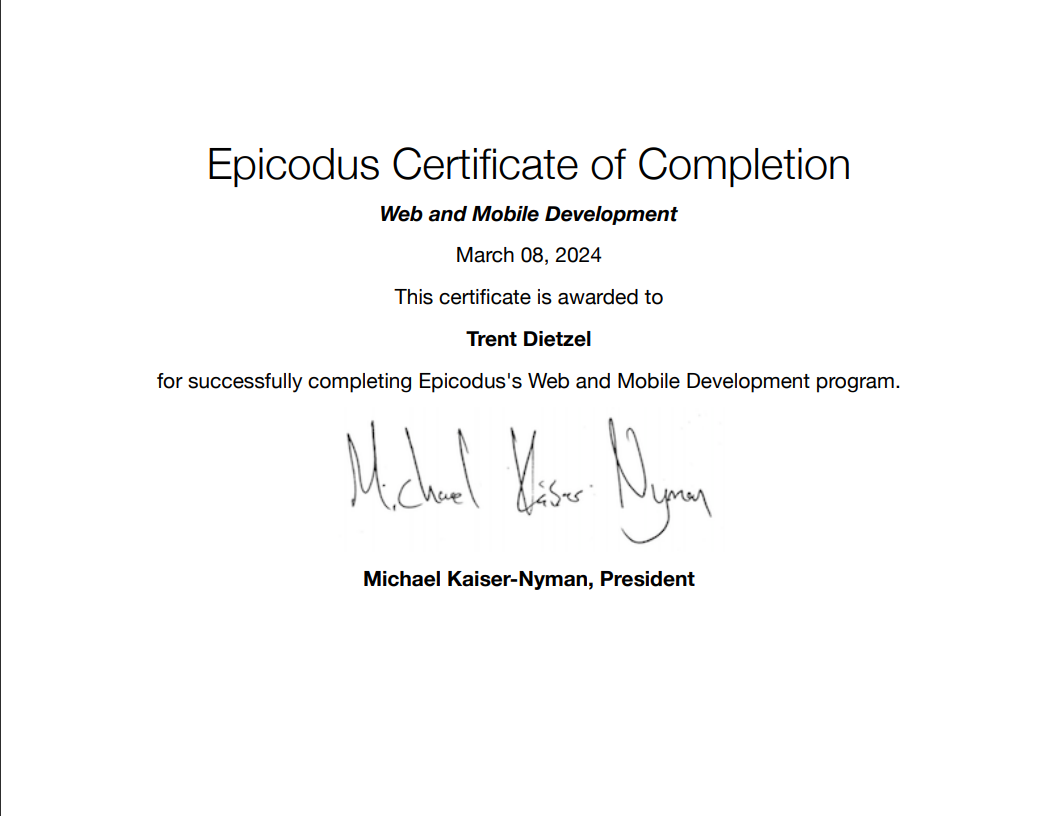 Epicodus Certificate of Completion
Web and Mobile Development
March 08, 2024
This certificate is awarded to
Trent Dietzel
for successfully completing Epicodus's Web and Mobile Development program.
Michael Kaiser-Nyman
Michael Kaiser-Nyman, President